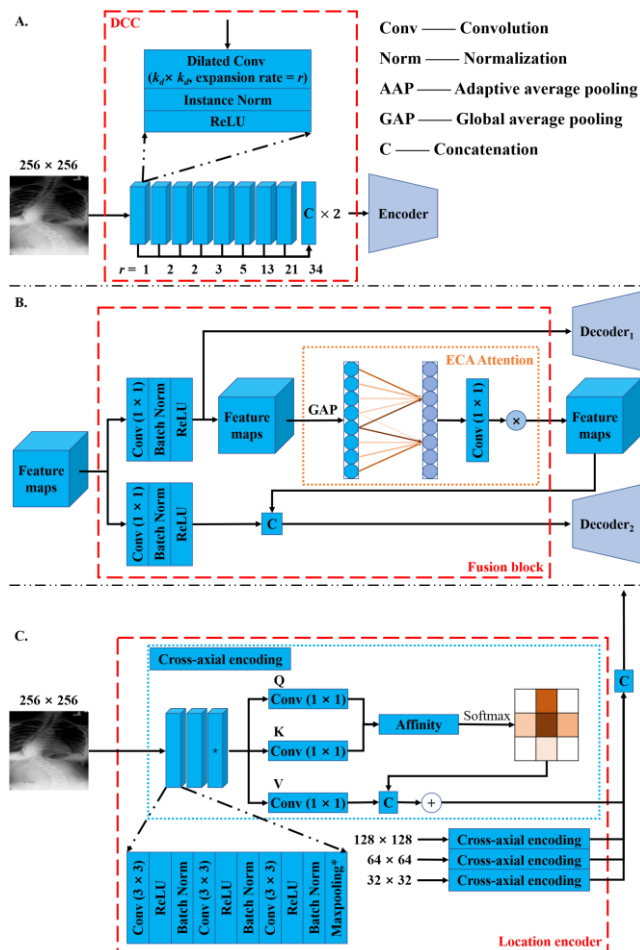 A.
DCC
Dilated Conv
(k_d × k_d, expansion rate = r)
Instance Norm
ReLU
Conv —— Convolution
Norm —— Normalization
AAP —— Adaptive average pooling
GAP —— Global average pooling
C —— Concatenation
256 × 256
C × 2
Encoder
r = 1 2 2 3 5 13 21 34
B.
Decoder₁
ECA Attention
Conv (1 × 1)
Batch Norm
ReLU
Feature
maps
GAP
Conv (1 × 1)
×
Feature
maps
Feature
maps
Conv (1 × 1)
Batch Norm
ReLU
C
Decoder₂
Fusion block
C.
Cross-axial encoding
256 × 256
Q
Conv (1 × 1)
K
Conv (1 × 1)
V
Conv (1 × 1)
*
Affinity
Softmax
C
+
C
128 × 128 Cross-axial encoding
64 × 64 Cross-axial encoding
32 × 32 Cross-axial encoding
Conv (3 × 3)
ReLU
Batch Norm
Conv (3 × 3)
ReLU
Batch Norm
Conv (3 × 3)
ReLU
Batch Norm
Maxpooling*
Location encoder